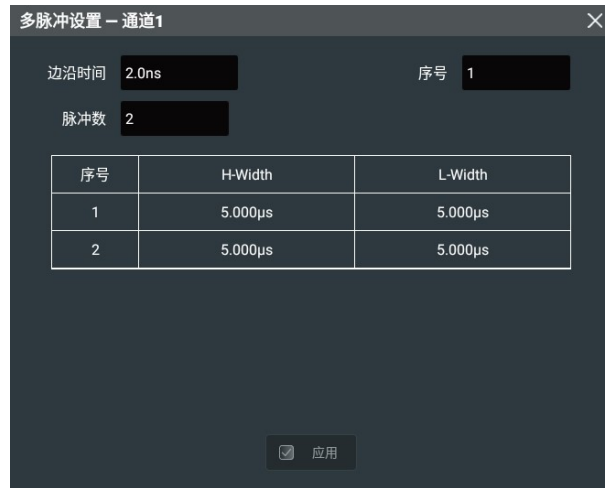 多脉冲设置 – 通道1
边沿时间 2.0ns 序号 1
脉冲数 2
序号 H-Width L-Width
1 5.000µs 5.000µs
2 5.000µs 5.000µs
应用